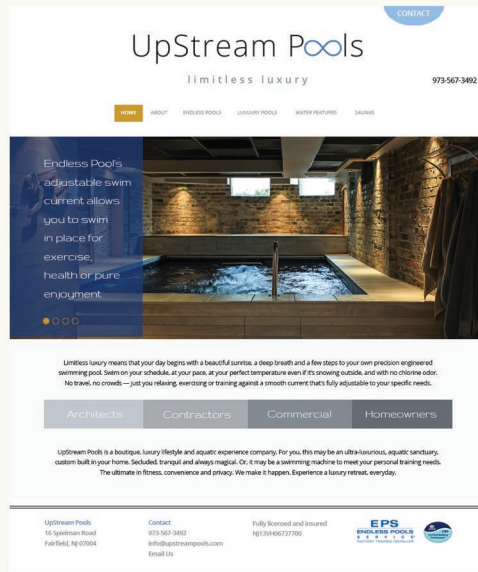 CONTACT
UpStream Pools
limitless luxury
973-567-3492
HOME ABOUT ENDLESS POOLS LUXUURY POOLS WATER FEATURES SAUNAS
Endless Pool's
adjustable swim
current allows
you to swim
in place for
exercise,
health or pure
enjoyment
Limitless luxury means that your day begins with a beautiful sunrise, a deep breath and a few steps to your own precision engineered
swimming pool. Swim on your schedule, at your pace, at your perfect temperature even if it's snowing outside, and with no chlorine odor.
No travel, no crowds — just you relaxing, exercising or training against a smooth current that's fully adjustable to your specific needs.
Architects Contractors Commercial Homeowners
UpStream Pools is a boutique, luxury lifestyle and aquatic experience company. For you, this may be an ultra-luxurious, aquatic sanctuary,
custom built in your home. Secluded, tranquil and always magical. Or, it may be a swimming machine to meet your personal training needs.
The ultimate in fitness, convenience and privacy. We make it happen. Experience a luxury retreat, everyday.
UpStream Pools
16 Spielman Road
Fairfield, NJ 07004
Contact
973-567-3492
info@upstreampools.com
Email Us
Fully licensed and insured
NJ13VH06737700
EPS
ENDLESS POOLS
SERVICE
FACTORY TRAINED INSTALLER